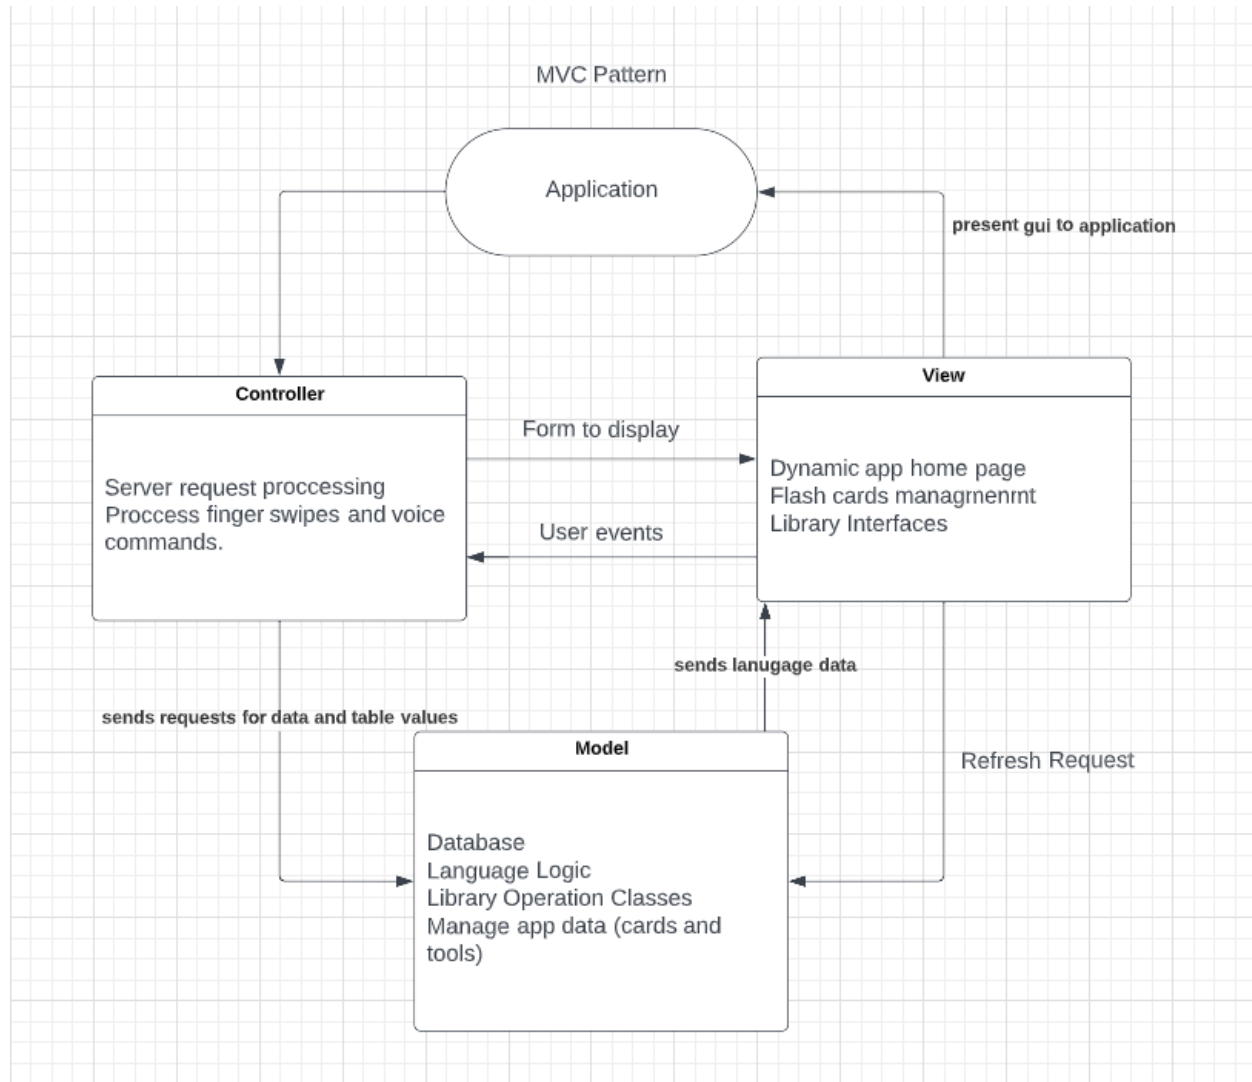 MVC Pattern
Application
present gui to application
Controller
Server request proccessing
Proccess finger swipes and voice
commands.
Form to display
User events
View
Dynamic app home page
Flash cards managmenrnt
Library Interfaces
sends lanugage data
sends requests for data and table values
Model
Database
Language Logic
Library Operation Classes
Manage app data (cards and
tools)
Refresh Request